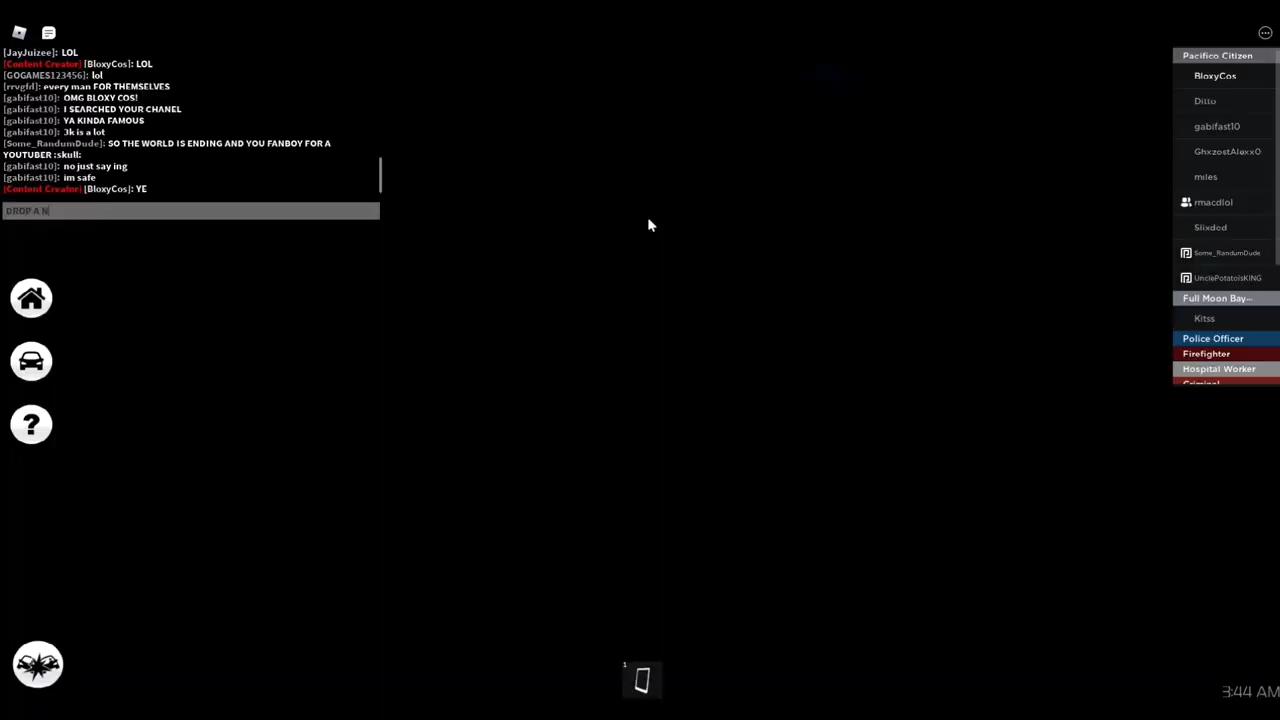 [JayJuizee]: LOL
[Content Creator] [BloxyCos]: LOL
[GOGAMES123456]: lol
[rrvgfd]: every man FOR THEMSELVES
[gabifast10]: OMG BLOXY COS!
[gabifast10]: I SEARCHED YOUR CHANEL
[gabifast10]: YA KINDA FAMOUS
[gabifast10]: 3k is a lot
[Some_RandumDude]: SO THE WORLD IS ENDING AND YOU FANBOY FOR A
YOUTUBER :skull:
[gabifast10]: no just say ing
[gabifast10]: im safe
[Content Creator] [BloxyCos]: YE
DROP A N
Pacifico Citizen
BloxyCos
Ditto
gabifast10
GhxzostAlexx0
miles
rmacdlol
Slixded
Some_RandumDude
UnclePotatoisKING
Full Moon Bay...
Kitss
Police Officer
Firefighter
Hospital Worker
Criminal
?
1
3:44 AM